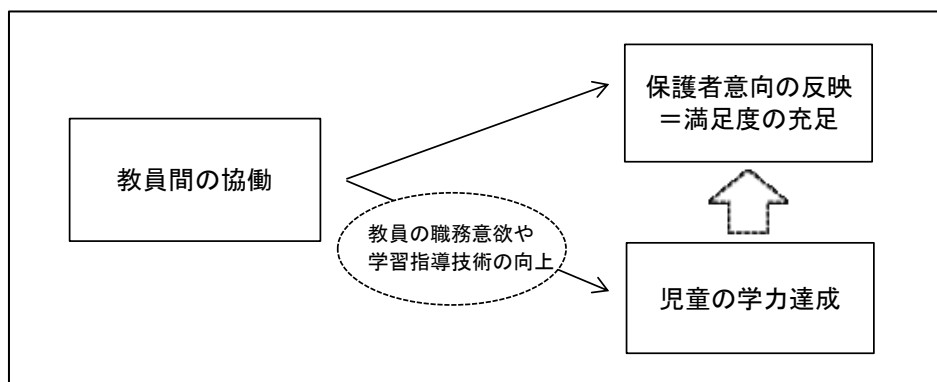 保護者意向の反映
＝満足度の充足
教員間の協働
教員の職務意欲や
学習指導技術の向上
児童の学力達成